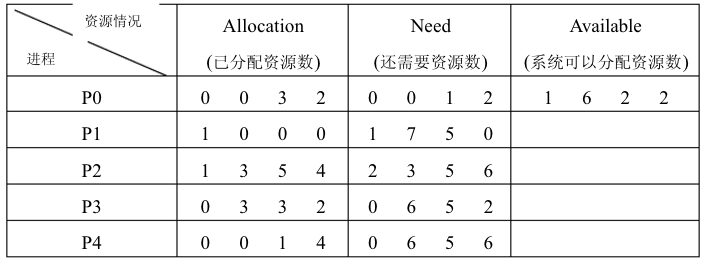 资源情况 Allocation Need Available
进程 (已分配资源数) (还需要资源数) (系统可以分配资源数)
P0 0 0 3 2 0 0 1 2 1 6 2 2
P1 1 0 0 0 1 7 5 0
P2 1 3 5 4 2 3 5 6
P3 0 3 3 2 0 6 5 2
P4 0 0 1 4 0 6 5 6